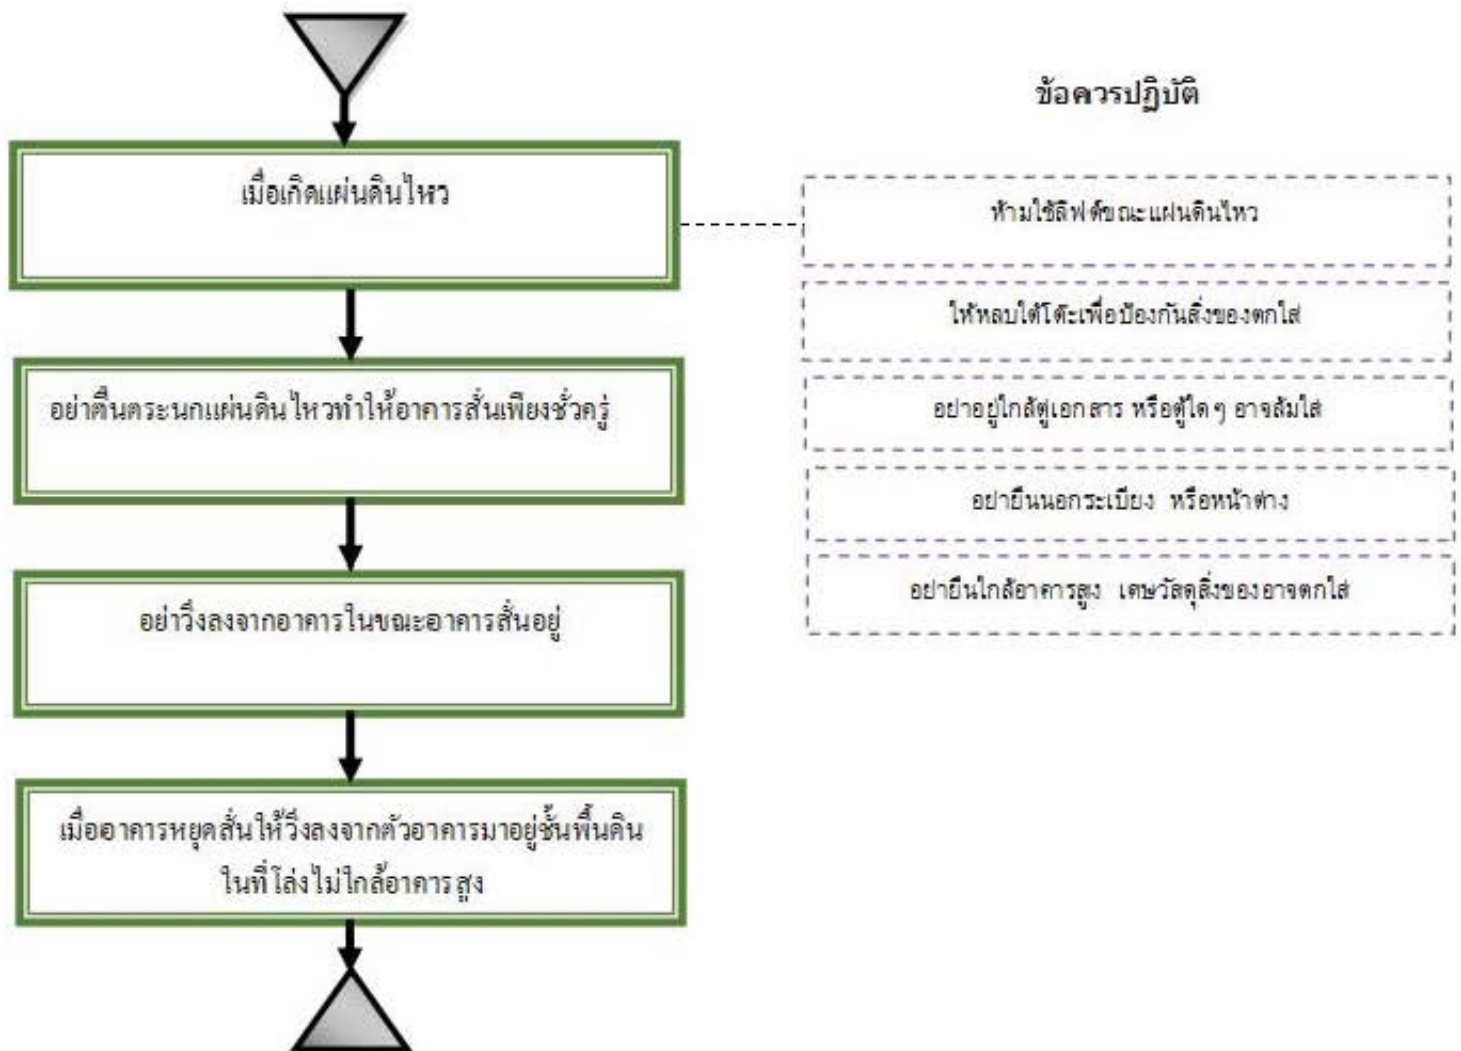 ข้อควรปฏิบัติ
เมื่อเกิดแผ่นดินไหว
อย่าตื่นตระนกแผ่นดินไหวทำให้อาคารสั่นเพียงชั่วครู่
อย่าวิ่งลงจากอาคารในขณะอาคารสั่นอยู่
เมื่ออาคารหยุดสั่นให้วิ่งลงจากตัวอาคารมาอยู่ชั้นพื้นดิน
ในที่โล่งไม่ใกล้อาคารสูง
ห้ามใช้ลิฟต์ขณะแผ่นดินไหว
ให้หลบใต้โต๊ะเพื่อป้องกันสิ่งของตกใส่
อย่าอยู่ใกล้ตู่เอกสาร หรือตู้ใดๆ อาจล้มใส่
อย่ายืนนอกระเบียง หรือหน้าต่าง
อย่ายืนใกล้อาคารสูง เศษวัสดุสิ่งของอาจตกใส่